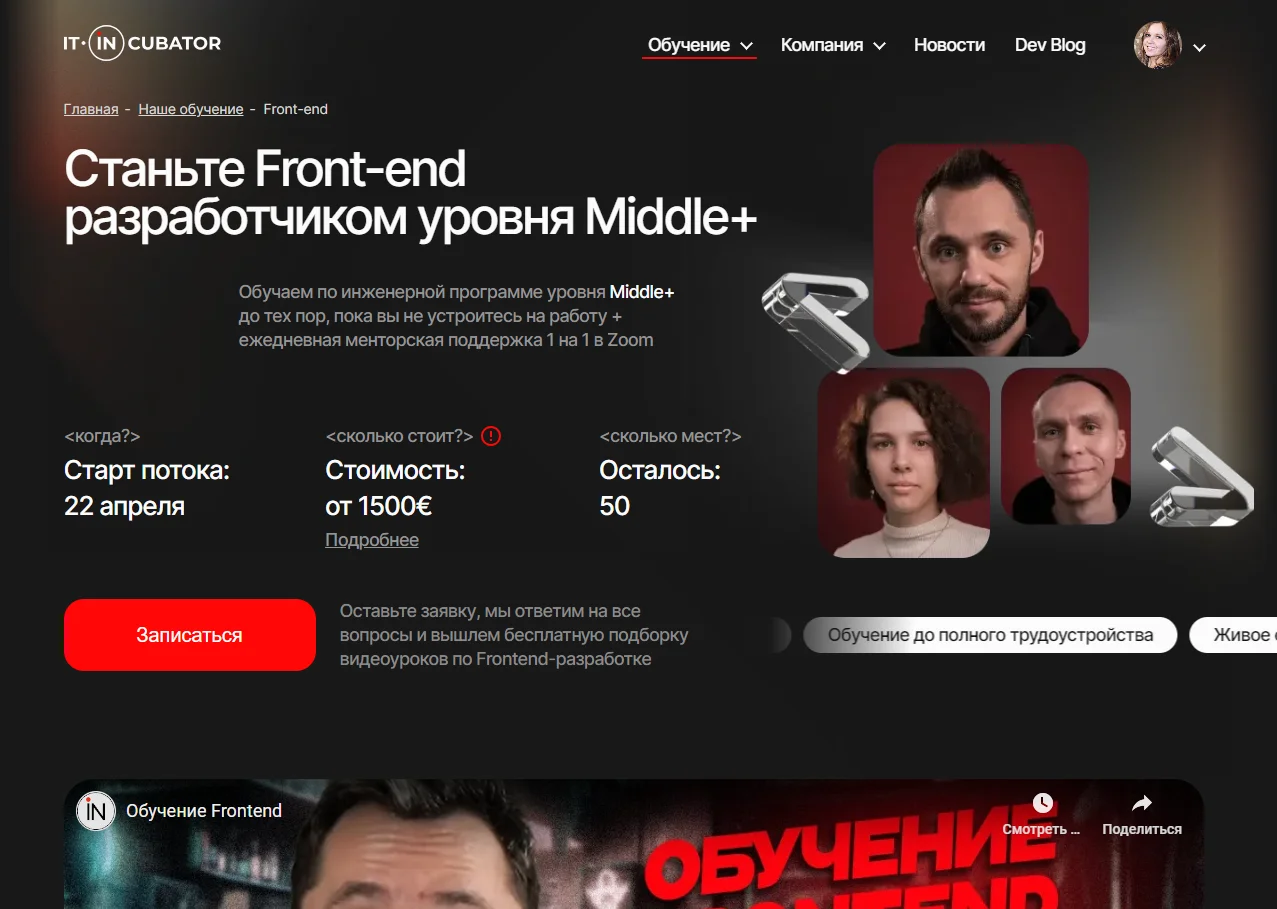 IT·INCUBATOR
Обучение
Компания
Новости
Dev Blog
Главная - Наше обучение - Front-end
Станьте Front-end
разработчиком уровня Middle+
Обучаем по инженерной программе уровня Middle+
до тех пор, пока вы не устроитесь на работу +
ежедневная менторская поддержка 1 на 1 в Zoom
<когда?>
Старт потока:
22 апреля
<сколько стоит?>
Стоимость:
от 1500€
Подробнее
<сколько мест?>
Осталось:
50
Записаться
Оставьте заявку, мы ответим на все
вопросы и вышлем бесплатную подборку
видеоуроков по Frontend-разработке
Обучение до полного трудоустройства
Живое
IN
Обучение Frontend
Смотреть ...
Поделиться
ОБУЧЕНИЕ